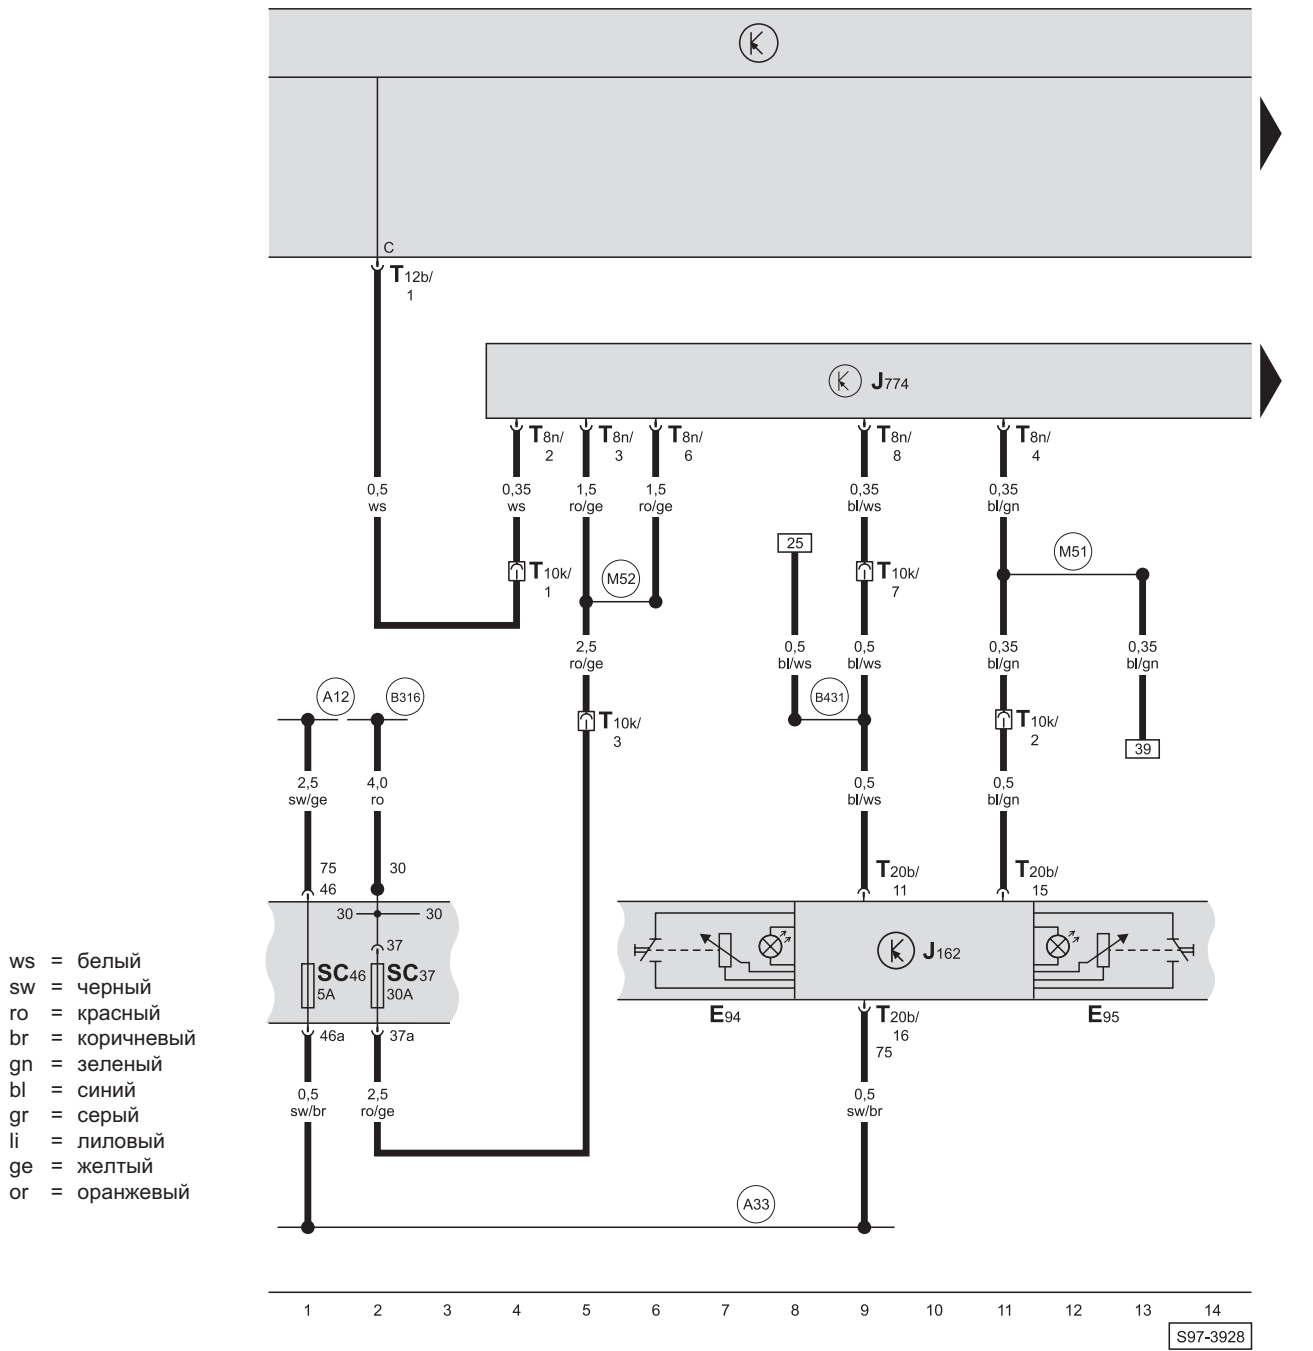 C
T12b/
1
J774
T8n/
2
T8n/
3
T8n/
6
T8n/
8
T8n/
4
0,5
ws
0,35
ws
1,5
ro/ge
1,5
ro/ge
0,35
bl/ws
0,35
bl/gn
25
M51
T10k/
1
M52
T10k/
7
2,5
ro/ge
0,5
bl/ws
0,5
bl/ws
0,35
bl/gn
0,35
bl/gn
A12
B316
B431
T10k/
3
T10k/
2
39
2,5
sw/ge
4,0
ro
0,5
bl/ws
0,5
bl/gn
75
46
30
T20b/
11
T20b/
15
30
30
37
SC46
5A
SC37
30A
J162
E94
E95
46a
37a
T20b/
16
75
0,5
sw/br
2,5
ro/ge
0,5
sw/br
A33
ws = белый
sw = черный
ro = красный
br = коричневый
gn = зеленый
bl = синий
gr = серый
li = лиловый
ge = желтый
or = оранжевый
1 2 3 4 5 6 7 8 9 10 11 12 13 14
S97-3928